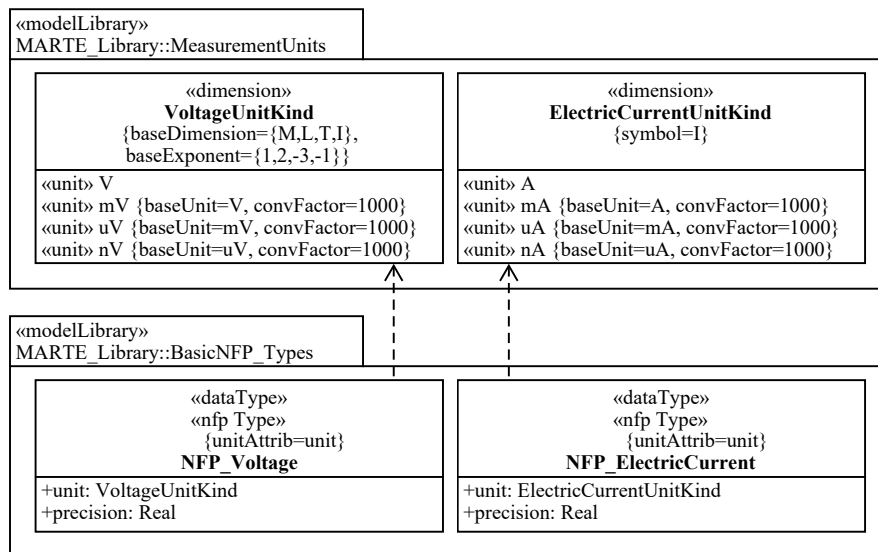 «modelLibrary»
MARTE_Library::MeasurementUnits
«dimension»
VoltageUnitKind
{baseDimension={M,L,T,I},
baseExponent={1,2,-3,-1}}
«unit» V
«unit» mV {baseUnit=V, convFactor=1000}
«unit» uV {baseUnit=mV, convFactor=1000}
«unit» nV {baseUnit=uV, convFactor=1000}
«dimension»
ElectricCurrentUnitKind
{symbol=I}
«unit» A
«unit» mA {baseUnit=A, convFactor=1000}
«unit» uA {baseUnit=mA, convFactor=1000}
«unit» nA {baseUnit=uA, convFactor=1000}
«modelLibrary»
MARTE_Library::BasicNFP_Types
«dataType»
«nfp Type»
{unitAttrib=unit}
NFP_Voltage
+unit: VoltageUnitKind
+precision: Real
«dataType»
«nfp Type»
{unitAttrib=unit}
NFP_ElectricCurrent
+unit: ElectricCurrentUnitKind
+precision: Real